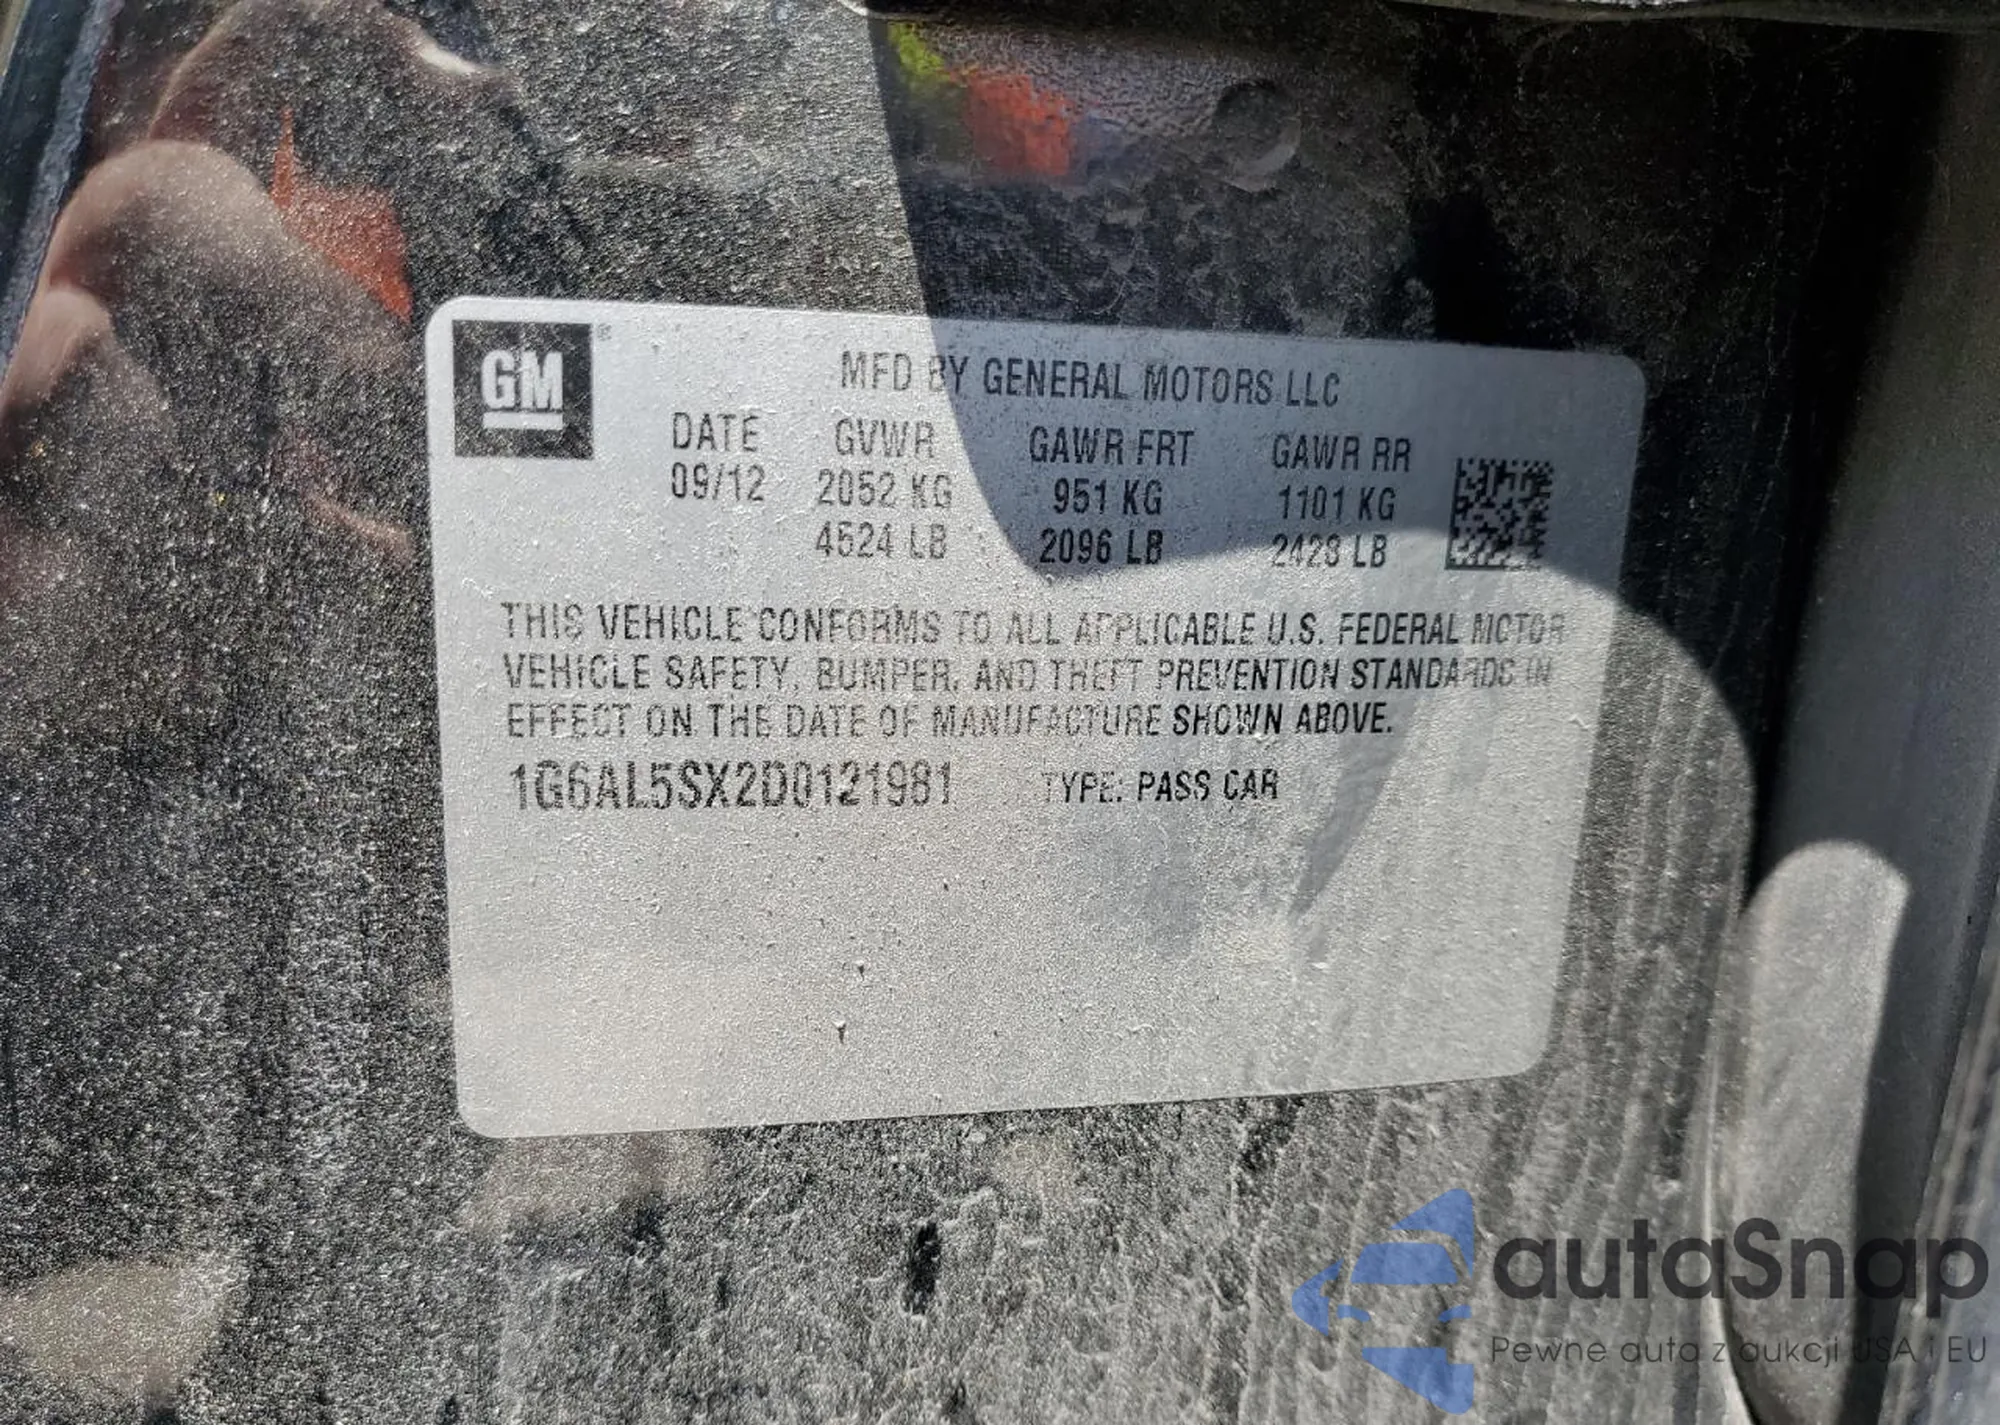 GM®
MFD BY GENERAL MOTORS LLC
DATE GVWR GAWR FRT GAWR RR
09/12 2052 KG 951 KG 1101 KG
4524 LB 2096 LB 2428 LB
THIS VEHICLE CONFORMS TO ALL APPLICABLE U.S. FEDERAL MOTOR
VEHICLE SAFETY, BUMPER, AND THEFT PREVENTION STANDARDS IN
EFFECT ON THE DATE OF MANUFACTURE SHOWN ABOVE.
1G6AL5SX2D0121981 TYPE: PASS CAR
autaSnap
Pewne auta z aukcji USA i EU